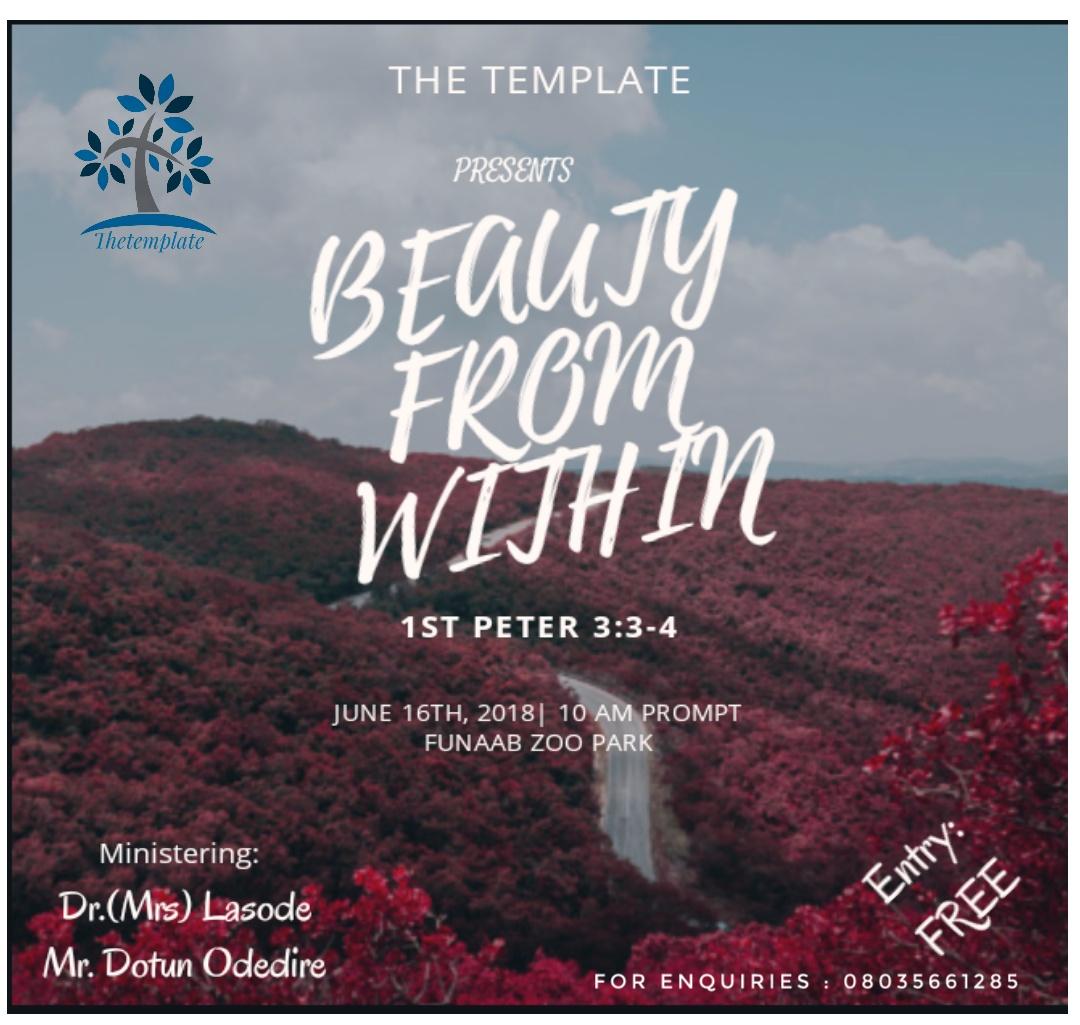 THE TEMPLATE
Thetemplate
PRESENTS
BEAUTY
FROM
WITHIN
1ST PETER 3:3-4
JUNE 16TH, 2018| 10 AM PROMPT
FUNAAB ZOO PARK
Ministering:
Dr.(Mrs) Lasode
Mr. Dotun Odedire
Entry:
FREE
FOR ENQUIRIES : 08035661285